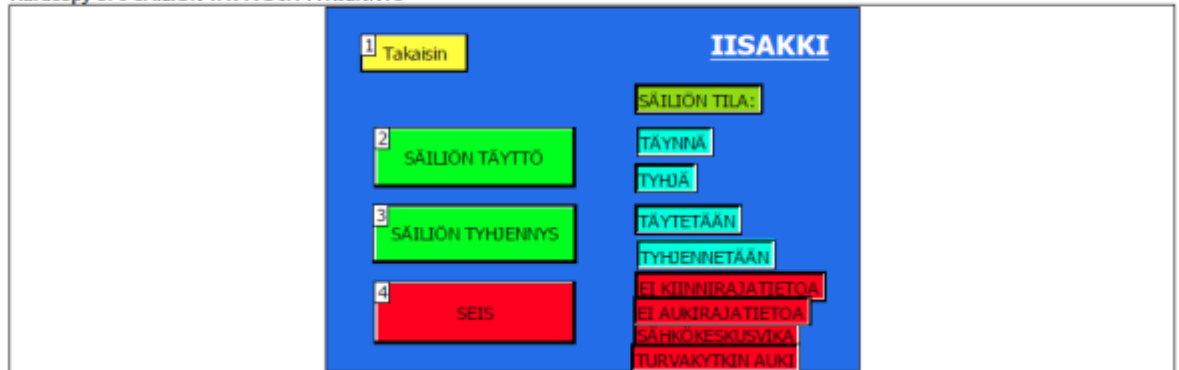 1 Takaisin
IISAKKI
SÄILIÖN TILA:
2 SÄILIÖN TÄYTTÖ
TÄYNNÄ
TYHJÄ
3 SÄILIÖN TYHJENNYS
TÄYTETÄÄN
TYHJENNETÄÄN
4 SEIS
EI KIINNIRAJATIETOA
EI AUKIRAJATIETOA
SÄHKÖKESKUSVIKA
TURVAKYTKIN AUKI